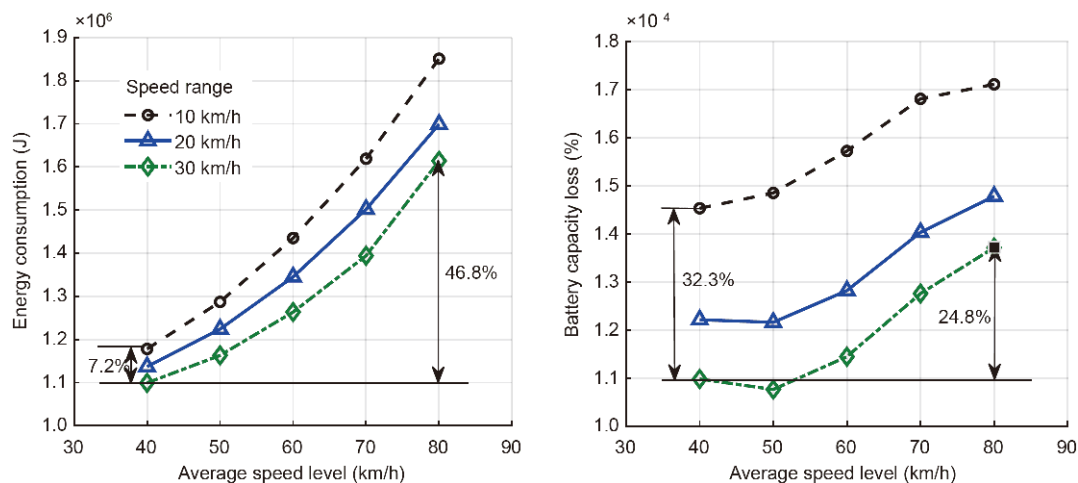 ×10⁶
1.9
1.8
1.7
1.6
1.5
1.4
1.3
1.2
1.1
1.0
Energy consumption (J)
Speed range
10 km/h
20 km/h
30 km/h
46.8%
7.2%
30 40 50 60 70 80 90
Average speed level (km/h)
×10 ⁴
1.8
1.7
1.6
1.5
1.4
1.3
1.2
1.1
1.0
Battery capacity loss (%)
32.3%
24.8%
30 40 50 60 70 80 90
Average speed level (km/h)